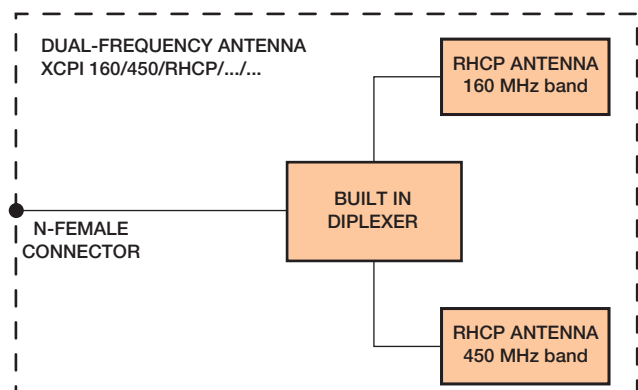 DUAL-FREQUENCY ANTENNA
XCPI 160/450/RHCP/.../...
RHCP ANTENNA
160 MHz band
BUILT IN
DIPLEXER
N-FEMALE
CONNECTOR
RHCP ANTENNA
450 MHz band